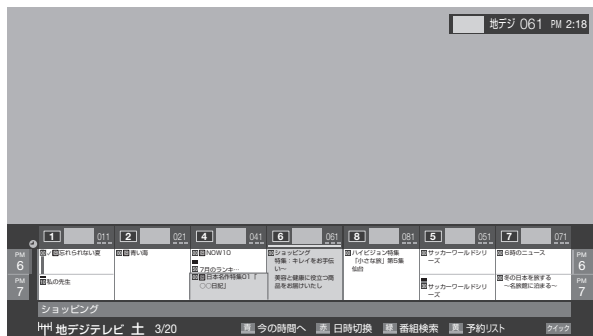 地デジ 061 PM 2:18
1 011 2 021 4 041 6 061 8 081 5 051 7 071
PM 6
PM 7
忘れられない夏
私の先生
青い海
NOW10
7月のランキ…
日本名作特集01「
○○日記」
ショッピング
特集:キレイをお手伝
い〜
美容と健康に役立つ商
品をお届けいたし
ハイビジョン特集
「小さな旅」第5集
仙台
サッカーワールドシリ
ーズ
サッカーワールドシリ
ーズ
6時のニュース
冬の日本を旅する
〜名旅館に泊まる〜
PM 6
PM 7
ショッピング
地デジテレビ 土 3/20 青 今の時間へ 赤 日時切換 緑 番組検索 黄 予約リスト クイック